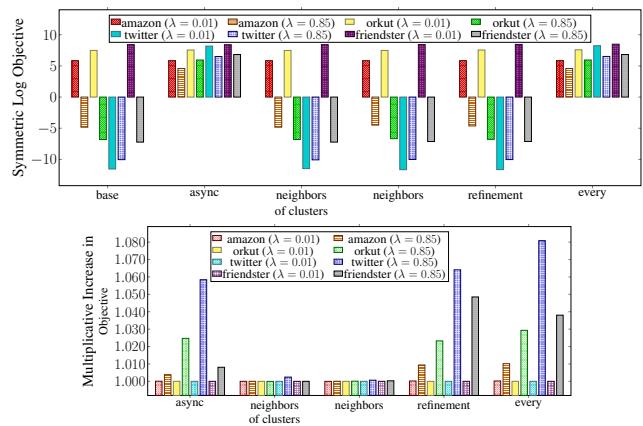 amazon (λ = 0.01) amazon (λ = 0.85) orkut (λ = 0.01) orkut (λ = 0.85)
twitter (λ = 0.01) twitter (λ = 0.85) friendster (λ = 0.01) friendster (λ = 0.85)
Symmetric Log Objective
10
5
0
−5
−10
base async neighbors of clusters neighbors refinement every
amazon (λ = 0.01) amazon (λ = 0.85)
orkut (λ = 0.01) orkut (λ = 0.85)
twitter (λ = 0.01) twitter (λ = 0.85)
friendster (λ = 0.01) friendster (λ = 0.85)
Multiplicative Increase in
Objective
1.080
1.060
1.050
1.040
1.030
1.020
1.010
1.000
async neighbors of clusters neighbors refinement every